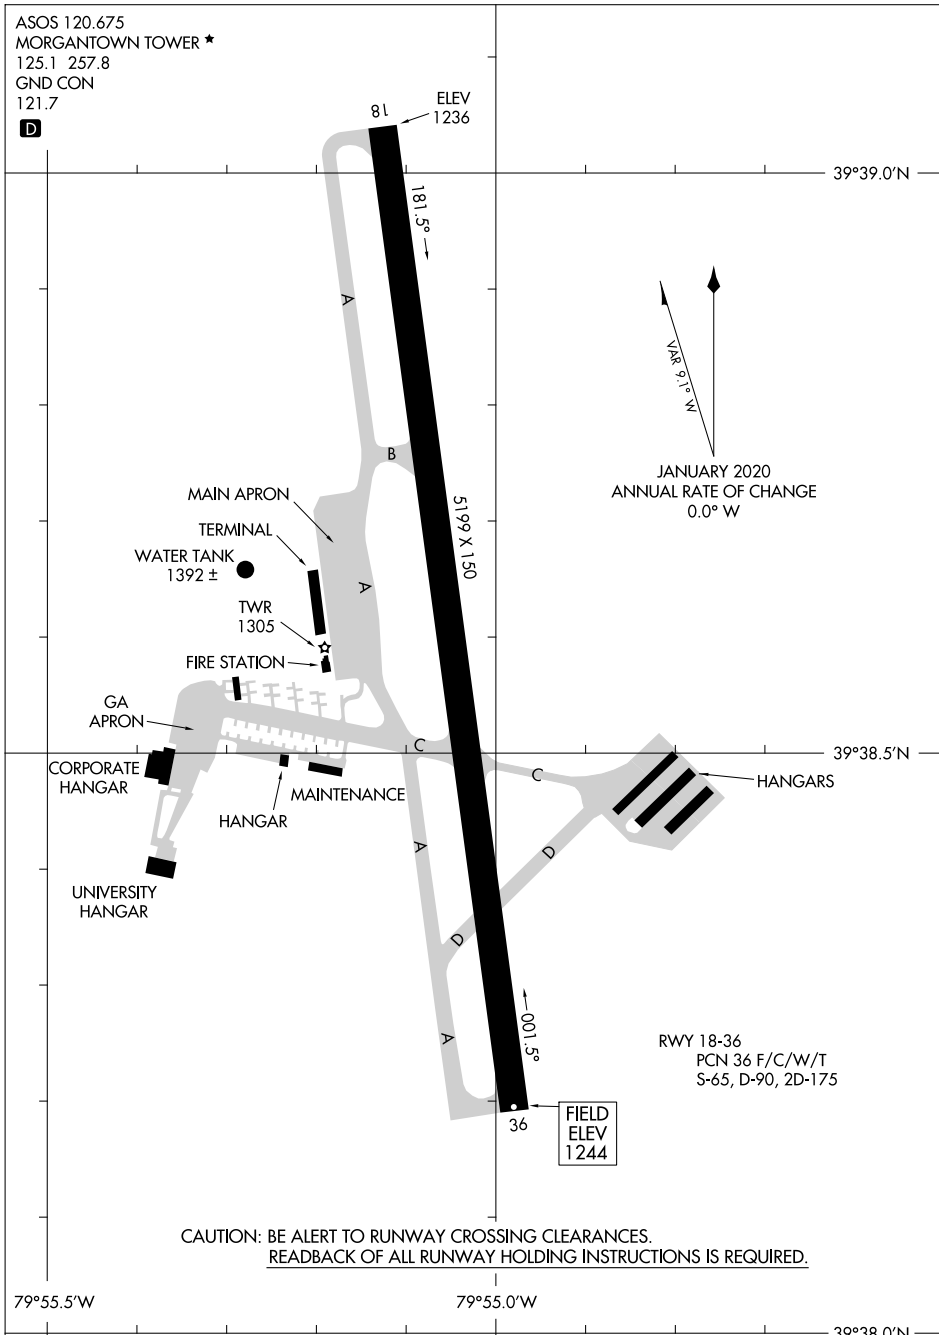 ASOS 120.675
MORGANTOWN TOWER ★
125.1 257.8
GND CON
121.7
D
18
ELEV
1236
39°39.0'N
181.5°
A
VAR 9.1° W
JANUARY 2020
ANNUAL RATE OF CHANGE
0.0° W
B
MAIN APRON
5199 X 150
TERMINAL
WATER TANK
1392 ±
A
TWR
1305
FIRE STATION
GA
APRON
C
39°38.5'N
CORPORATE
HANGAR
C
HANGARS
MAINTENANCE
HANGAR
A
D
UNIVERSITY
HANGAR
D
001.5°
A
RWY 18-36
PCN 36 F/C/W/T
S-65, D-90, 2D-175
36
FIELD
ELEV
1244
CAUTION: BE ALERT TO RUNWAY CROSSING CLEARANCES.
READBACK OF ALL RUNWAY HOLDING INSTRUCTIONS IS REQUIRED.
79°55.5'W
79°55.0'W
39°38.0'N